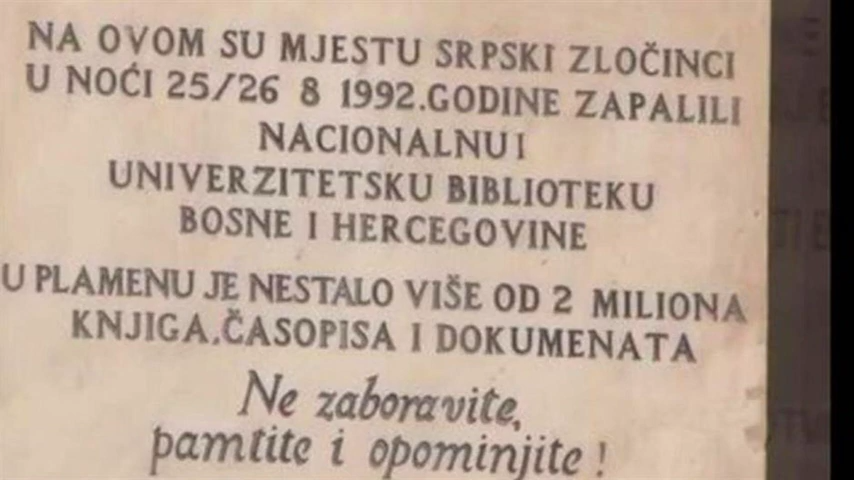 NA OVOM SU MJESTU SRPSKI ZLOČINCI
U NOĆI 25/26 8 1992.GODINE ZAPALILI
NACIONALNU I
UNIVERZITETSKU BIBLIOTEKU
BOSNE I HERCEGOVINE
U PLAMENU JE NESTALO VIŠE OD 2 MILIONA
KNJIGA,ČASOPISA I DOKUMENATA
Ne zaboravite,
pamtite i opominjite !